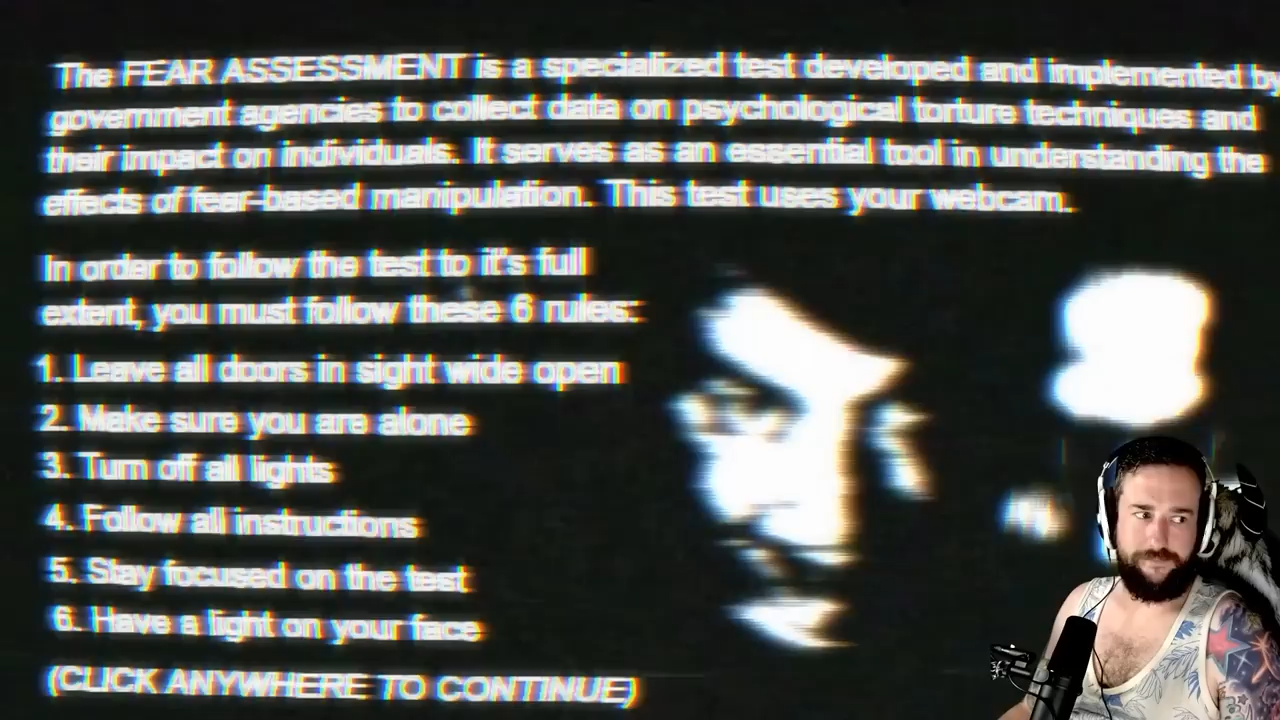 The FEAR ASSESSMENT is a specialized test developed and implemented by
government agencies to collect data on psychological torture techniques and
their impact on individuals. It serves as an essential tool in understanding the
effects of fear-based manipulation. This test uses your webcam.
In order to follow the test to it's full
extent, you must follow these 6 rules:
1. Leave all doors in sight wide open
2. Make sure you are alone
3. Turn off all lights
4. Follow all instructions
5. Stay focused on the test
6. Have a light on your face
(CLICK ANYWHERE TO CONTINUE)